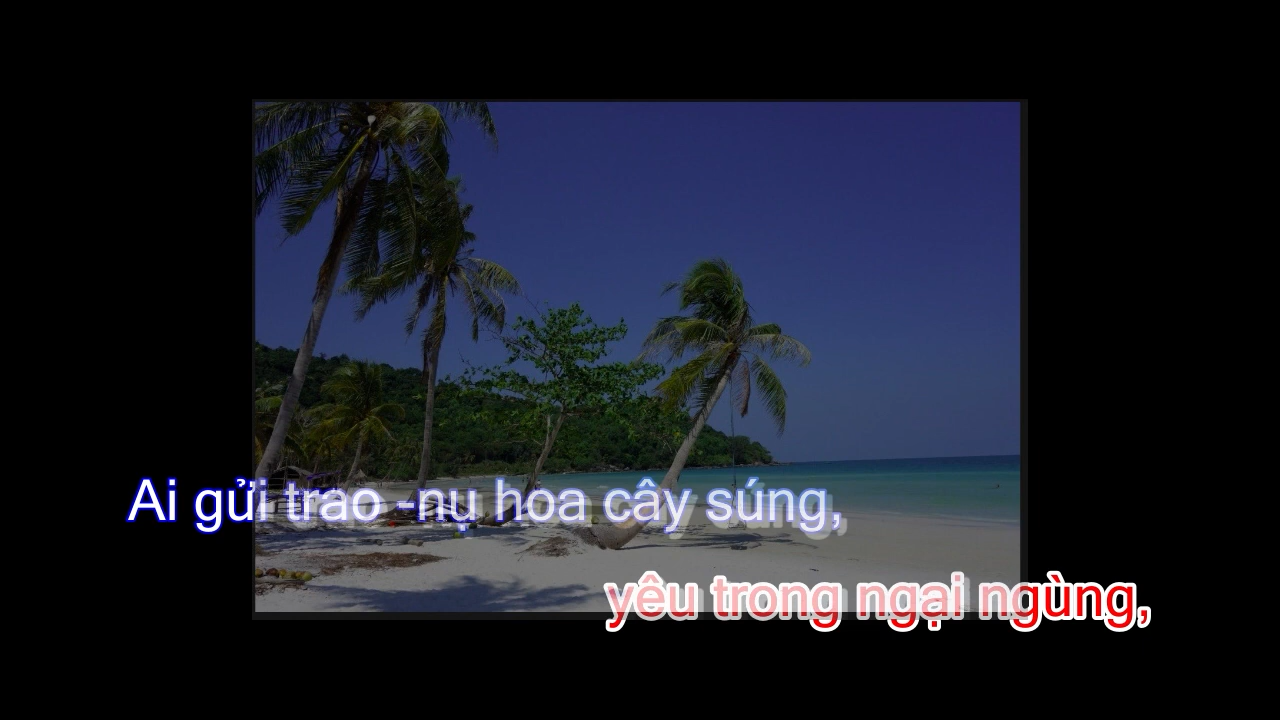 Ai gửi trao -nụ hoa cây súng,
yêu trong ngại ngùng,